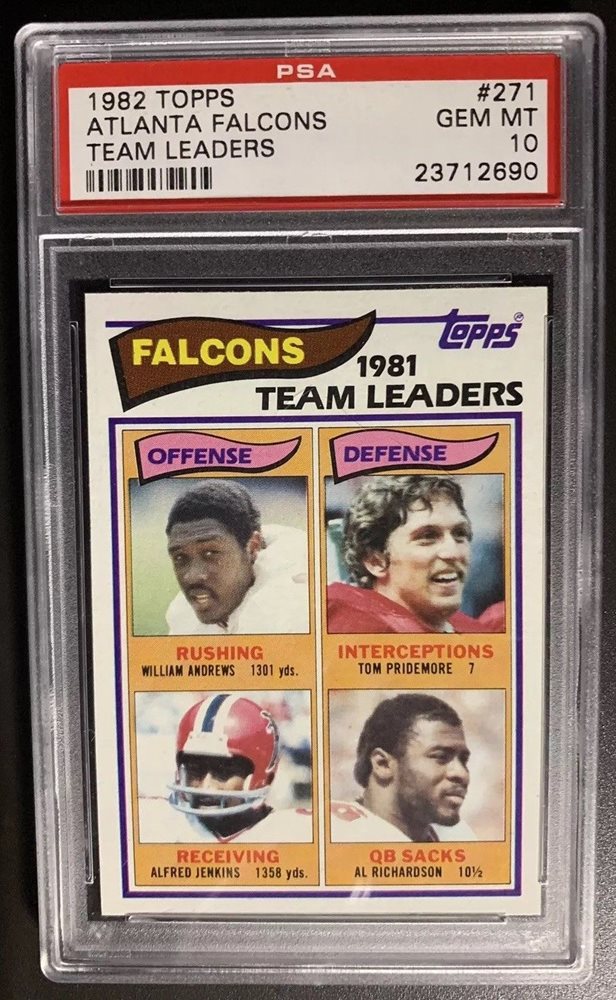 PSA
1982 TOPPS #271
ATLANTA FALCONS GEM MT
TEAM LEADERS 10
23712690
FALCONS
topps®
1981
TEAM LEADERS
OFFENSE
DEFENSE
RUSHING
WILLIAM ANDREWS 1301 yds.
INTERCEPTIONS
TOM PRIDEMORE 7
RECEIVING
ALFRED JENKINS 1358 yds.
QB SACKS
AL RICHARDSON 10½